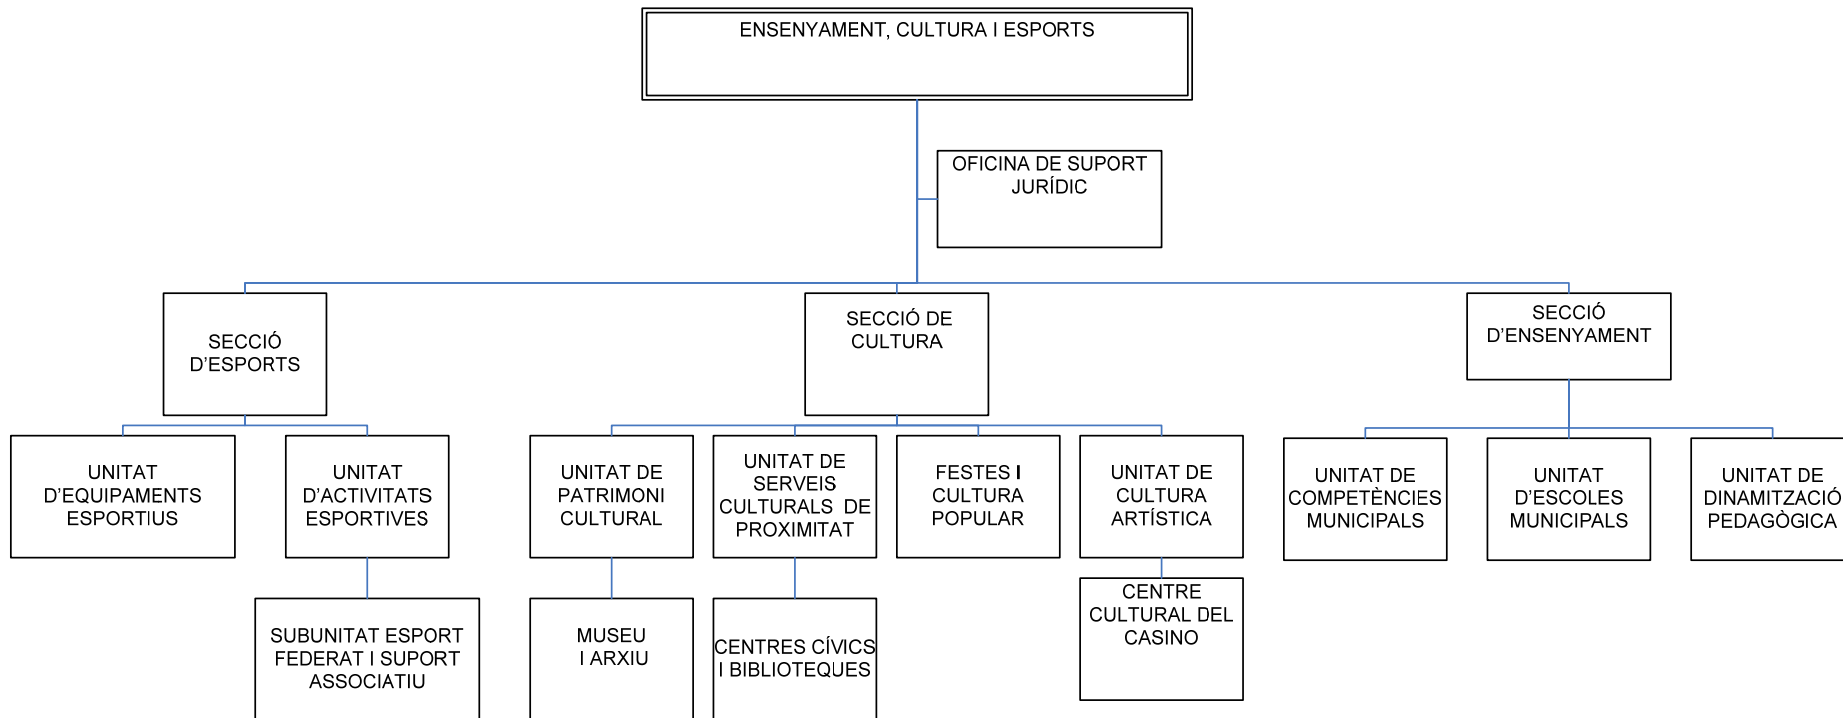 ENSENYAMENT, CULTURA I ESPORTS
OFICINA DE SUPORT
JURÍDIC
SECCIÓ
D'ESPORTS
SECCIÓ DE
CULTURA
SECCIÓ
D'ENSENYAMENT
UNITAT
D'EQUIPAMENTS
ESPORTIUS
UNITAT
D'ACTIVITATS
ESPORTIVES
UNITAT DE
PATRIMONI
CULTURAL
UNITAT DE
SERVEIS
CULTURALS DE
PROXIMITAT
FESTES I
CULTURA
POPULAR
UNITAT DE
CULTURA
ARTÍSTICA
UNITAT DE
COMPETÈNCIES
MUNICIPALS
UNITAT
D'ESCOLES
MUNICIPALS
UNITAT DE
DINAMITZACIÓ
PEDAGÒGICA
SUBUNITAT ESPORT
FEDERAT I SUPORT
ASSOCIATIU
MUSEU
I ARXIU
CENTRES CÍVICS
I BIBLIOTEQUES
CENTRE
CULTURAL DEL
CASINO